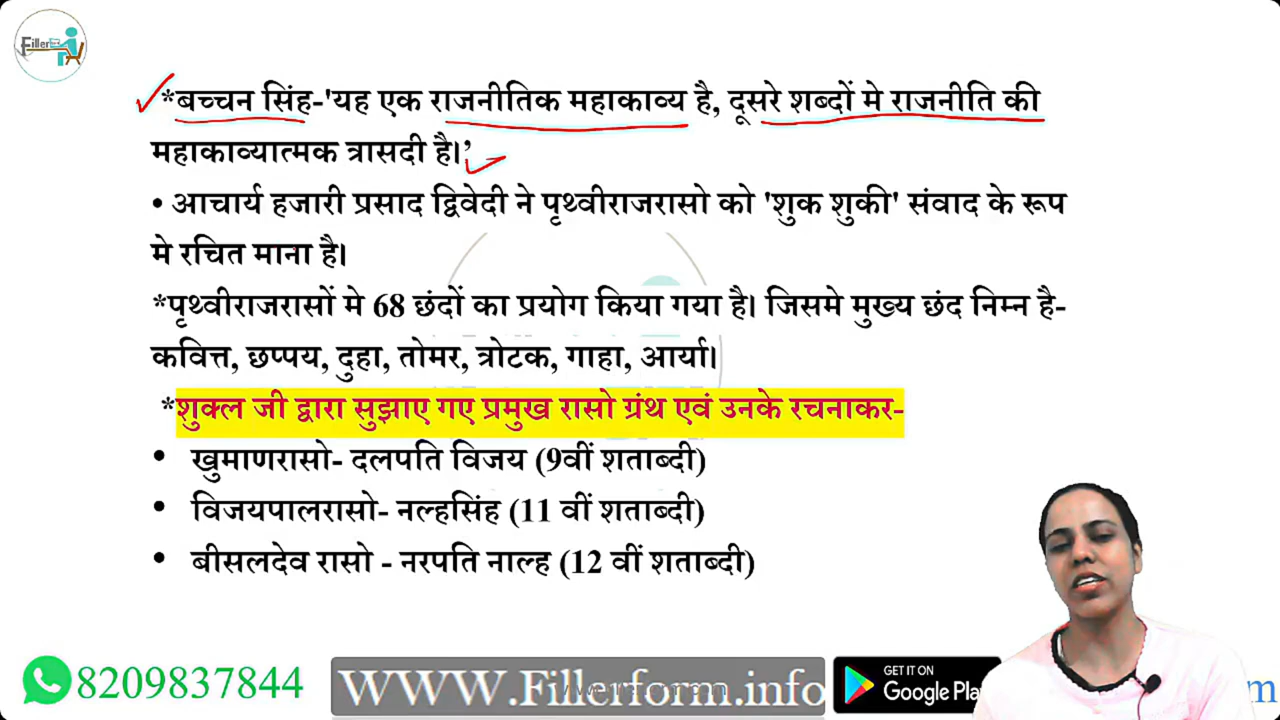 Filler
*बच्चन सिंह-'यह एक राजनीतिक महाकाव्य है, दूसरे शब्दों मे राजनीति की
महाकाव्यात्मक त्रासदी है।’
• आचार्य हजारी प्रसाद द्विवेदी ने पृथ्वीराजरासो को 'शुक शुकी' संवाद के रूप
मे रचित माना है।
*पृथ्वीराजरासों मे 68 छंदों का प्रयोग किया गया है। जिसमे मुख्य छंद निम्न है-
कवित्त, छप्पय, दुहा, तोमर, त्रोटक, गाहा, आर्या।
*शुक्ल जी द्वारा सुझाए गए प्रमुख रासो ग्रंथ एवं उनके रचनाकर-
• खुमाणरासो- दलपति विजय (9वीं शताब्दी)
• विजयपालरासो- नल्हसिंह (11 वीं शताब्दी)
• बीसलदेव रासो - नरपति नाल्ह (12 वीं शताब्दी)
8209837844
WWW.Fillerform.info
GET IT ON
Google Pla